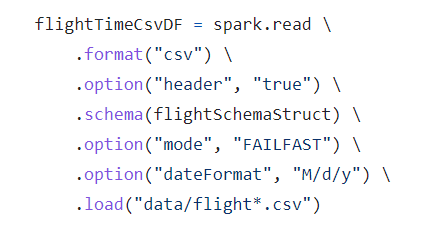 flightTimeCsvDF = spark.read \
    .format("csv") \
    .option("header", "true") \
    .schema(flightSchemaStruct) \
    .option("mode", "FAILFAST") \
    .option("dateFormat", "M/d/y") \
    .load("data/flight*.csv")